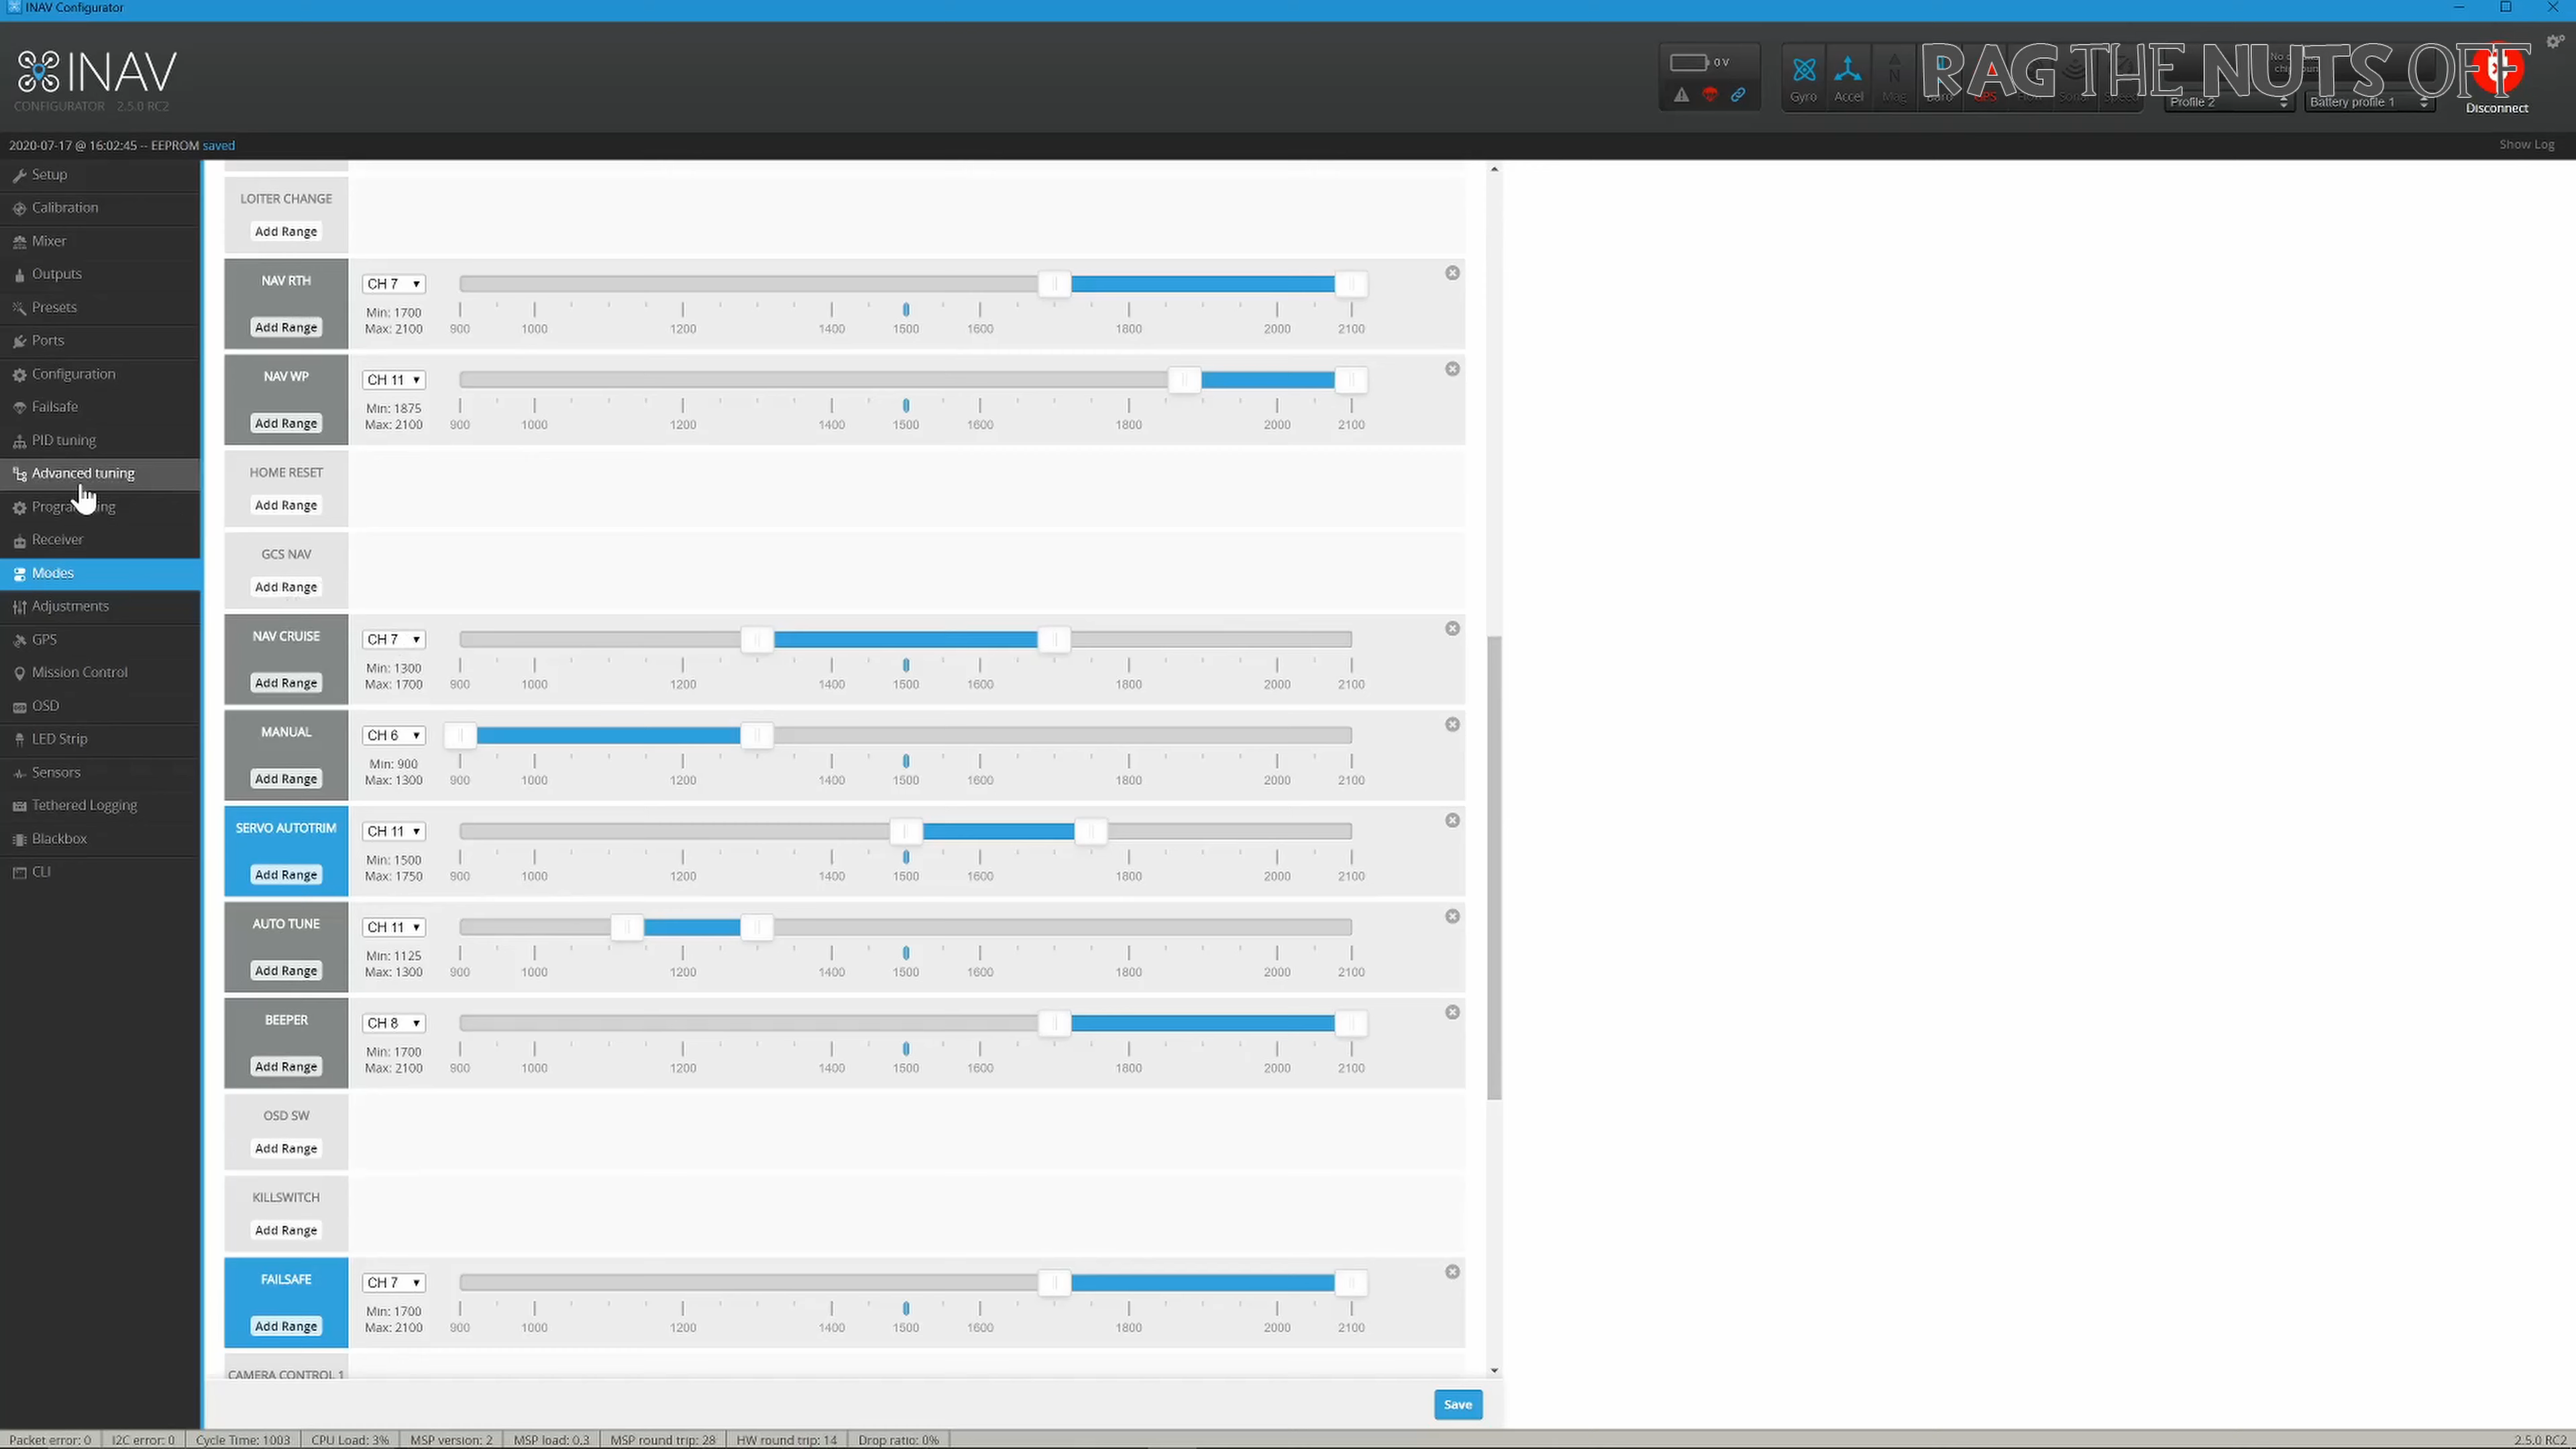 INAV Configurator
INAV
CONFIGURATOR 2.5.0 RC2
0 V
Gyro Accel Mag Baro GPS
RAG THE NUTS OFF
Profile 2
Battery profile 1
Disconnect
2020-07-17 @ 16:02:45 -- EEPROM saved
Show Log
Setup
Calibration
Mixer
Outputs
Presets
Ports
Configuration
Failsafe
PID tuning
Advanced tuning
Receiver
Modes
Adjustments
GPS
Mission Control
OSD
LED Strip
Sensors
Tethered Logging
Blackbox
CLI
LOITER CHANGE
Add Range
NAV RTH
Add Range
CH 7
Min: 1700
Max: 2100
900 1000 1200 1400 1500 1600 1800 2000 2100
NAV WP
Add Range
CH 11
Min: 1875
Max: 2100
900 1000 1200 1400 1500 1600 1800 2000 2100
HOME RESET
Add Range
GCS NAV
Add Range
NAV CRUISE
Add Range
CH 7
Min: 1300
Max: 1700
900 1000 1200 1400 1500 1600 1800 2000 2100
MANUAL
Add Range
CH 6
Min: 900
Max: 1300
900 1000 1200 1400 1500 1600 1800 2000 2100
SERVO AUTOTRIM
Add Range
CH 11
Min: 1500
Max: 1750
900 1000 1200 1400 1500 1600 1800 2000 2100
AUTO TUNE
Add Range
CH 11
Min: 1125
Max: 1300
900 1000 1200 1400 1500 1600 1800 2000 2100
BEEPER
Add Range
CH 8
Min: 1700
Max: 2100
900 1000 1200 1400 1500 1600 1800 2000 2100
OSD SW
Add Range
KILLSWITCH
Add Range
FAILSAFE
Add Range
CH 7
Min: 1700
Max: 2100
900 1000 1200 1400 1500 1600 1800 2000 2100
CAMERA CONTROL 1
Save
Packet error: 0 I2C error: 0 Cycle Time: 1003 CPU Load: 3% MSP version: 2 MSP load: 0.3 MSP round trip: 28 HW round trip: 14 Drop ratio: 0% 2.5.0 RC2